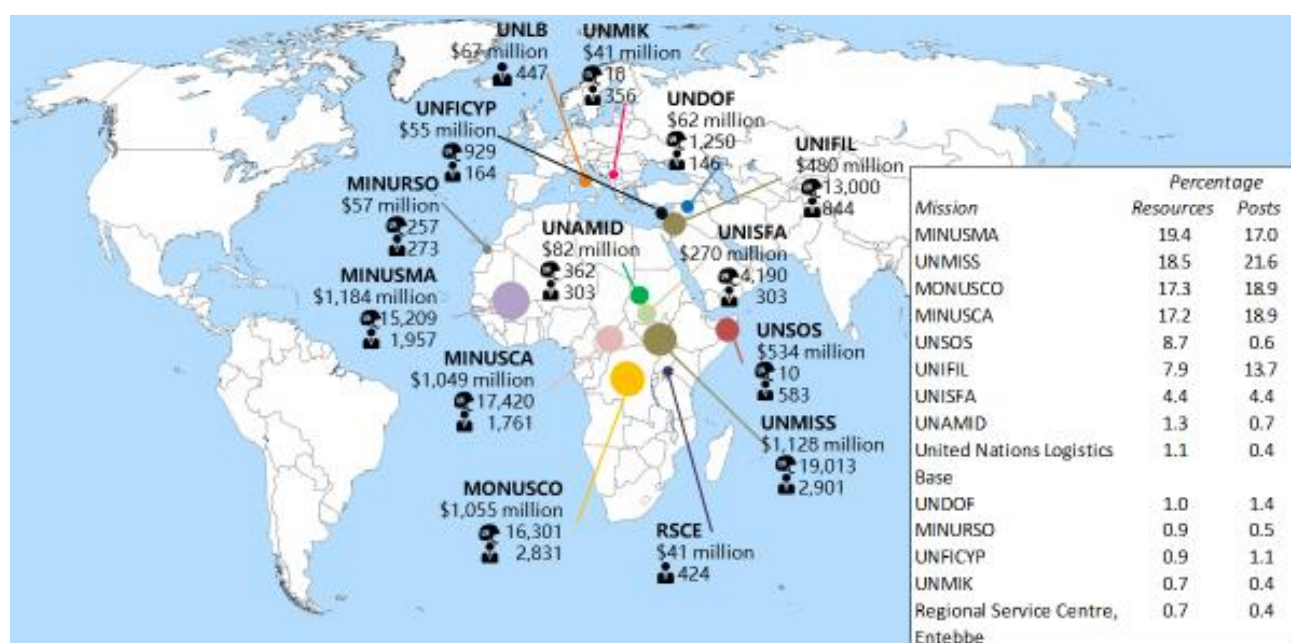 UNLB
$67 million
447
UNMIK
$41 million
18
356
UNFICYP
$55 million
929
164
UNDOF
$62 million
1,250
146
UNIFIL
$480 million
13,000
844
MINURSO
$57 million
257
273
UNAMID
$82 million
362
303
UNISFA
$270 million
4,190
303
MINUSMA
$1,184 million
15,209
1,957
MINUSCA
$1,049 million
17,420
1,761
UNSOS
$534 million
10
583
UNMISS
$1,128 million
19,013
2,901
MONUSCO
$1,055 million
16,301
2,831
RSCE
$41 million
424
Percentage
Mission Resources Posts
MINUSMA 19.4 17.0
UNMISS 18.5 21.6
MONUSCO 17.3 18.9
MINUSCA 17.2 18.9
UNSOS 8.7 0.6
UNIFIL 7.9 13.7
UNISFA 4.4 4.4
UNAMID 1.3 0.7
United Nations Logistics 1.1 0.4
Base
UNDOF 1.0 1.4
MINURSO 0.9 0.5
UNFICYP 0.9 1.1
UNMIK 0.7 0.4
Regional Service Centre, 0.7 0.4
Entebbe